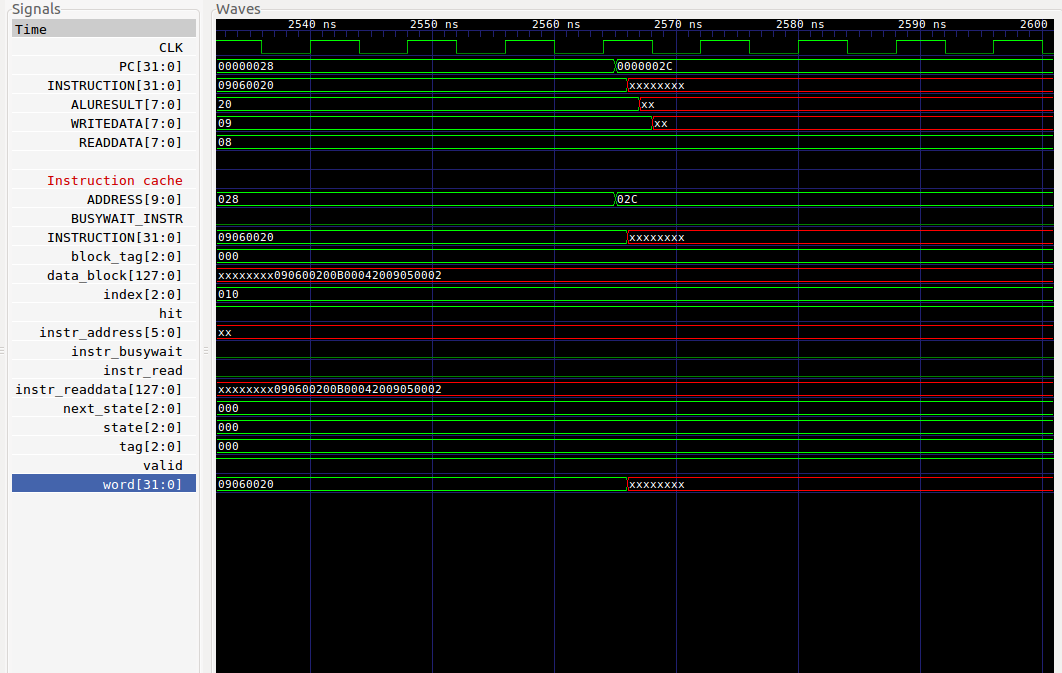 Signals
Waves
Time
2540 ns 2550 ns 2560 ns 2570 ns 2580 ns 2590 ns 2600
CLK
PC[31:0] 00000028 0000002C
INSTRUCTION[31:0] 09060020 xxxxxxxx
ALURESULT[7:0] 20 xx
WRITEDATA[7:0] 09 xx
READDATA[7:0] 08
Instruction cache
ADDRESS[9:0] 028 02C
BUSYWAIT_INSTR
INSTRUCTION[31:0] 09060020 xxxxxxxx
block_tag[2:0] 000
data_block[127:0] xxxxxxxx090600200B00042009050002
index[2:0] 010
hit
instr_address[5:0] xx
instr_busywait
instr_read
instr_readdata[127:0] xxxxxxxx090600200B00042009050002
next_state[2:0] 000
state[2:0] 000
tag[2:0] 000
valid
word[31:0] 09060020 xxxxxxxx